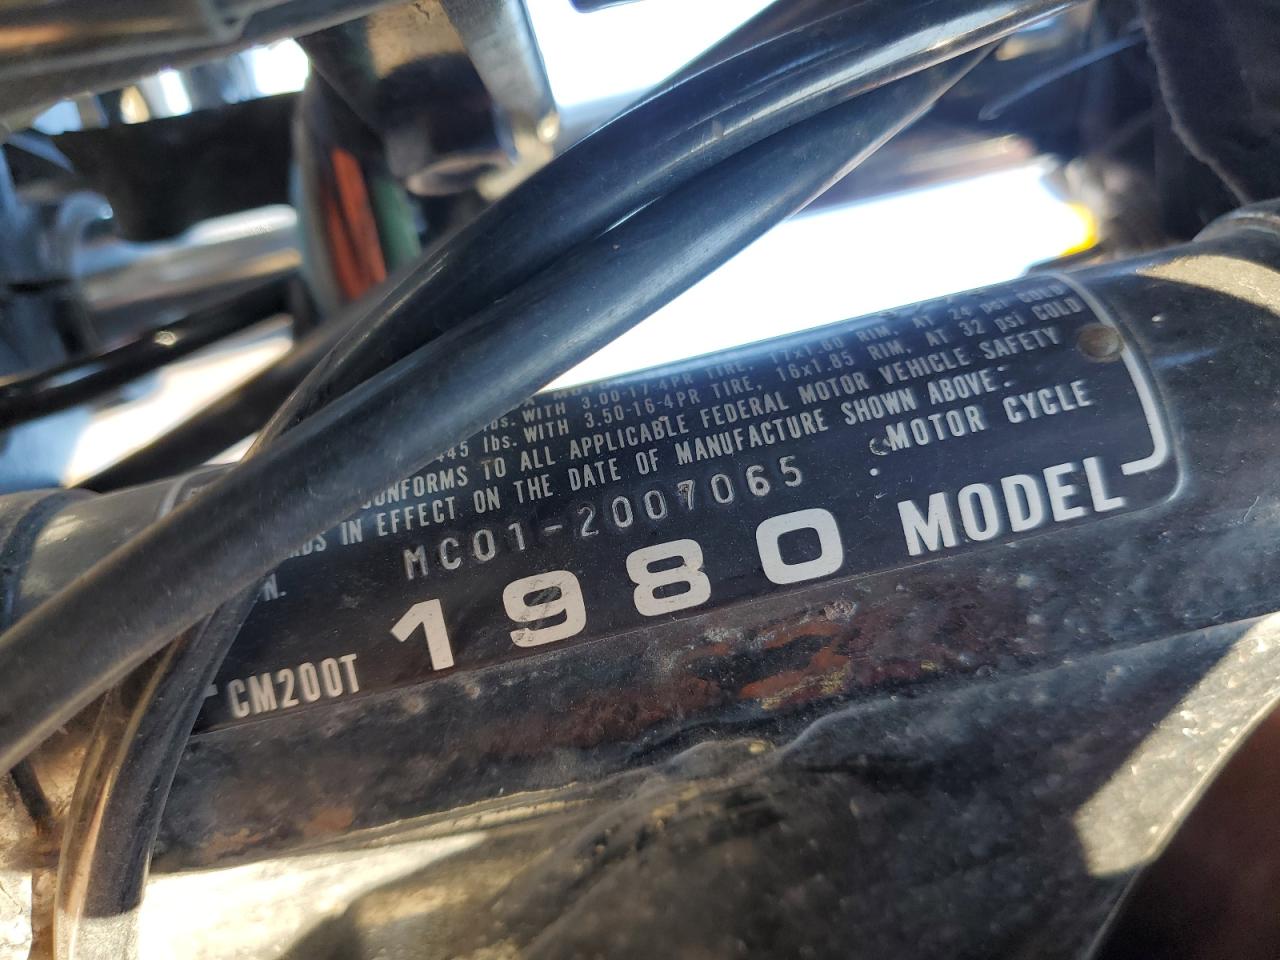 TIRE, 17x1.60 RIM, AT 24 psi COLD
lbs. WITH 3.00-17-4PR
445 lbs. WITH 3.50-16-4PR TIRE, 16x1.85 RIM, AT 32 psi COLD
CONFORMS TO ALL APPLICABLE FEDERAL MOTOR VEHICLE SAFETY
IN EFFECT ON THE DATE OF MANUFACTURE SHOWN ABOVE:
MC01-2007065 : MOTOR CYCLE
1980 MODEL
CM200T